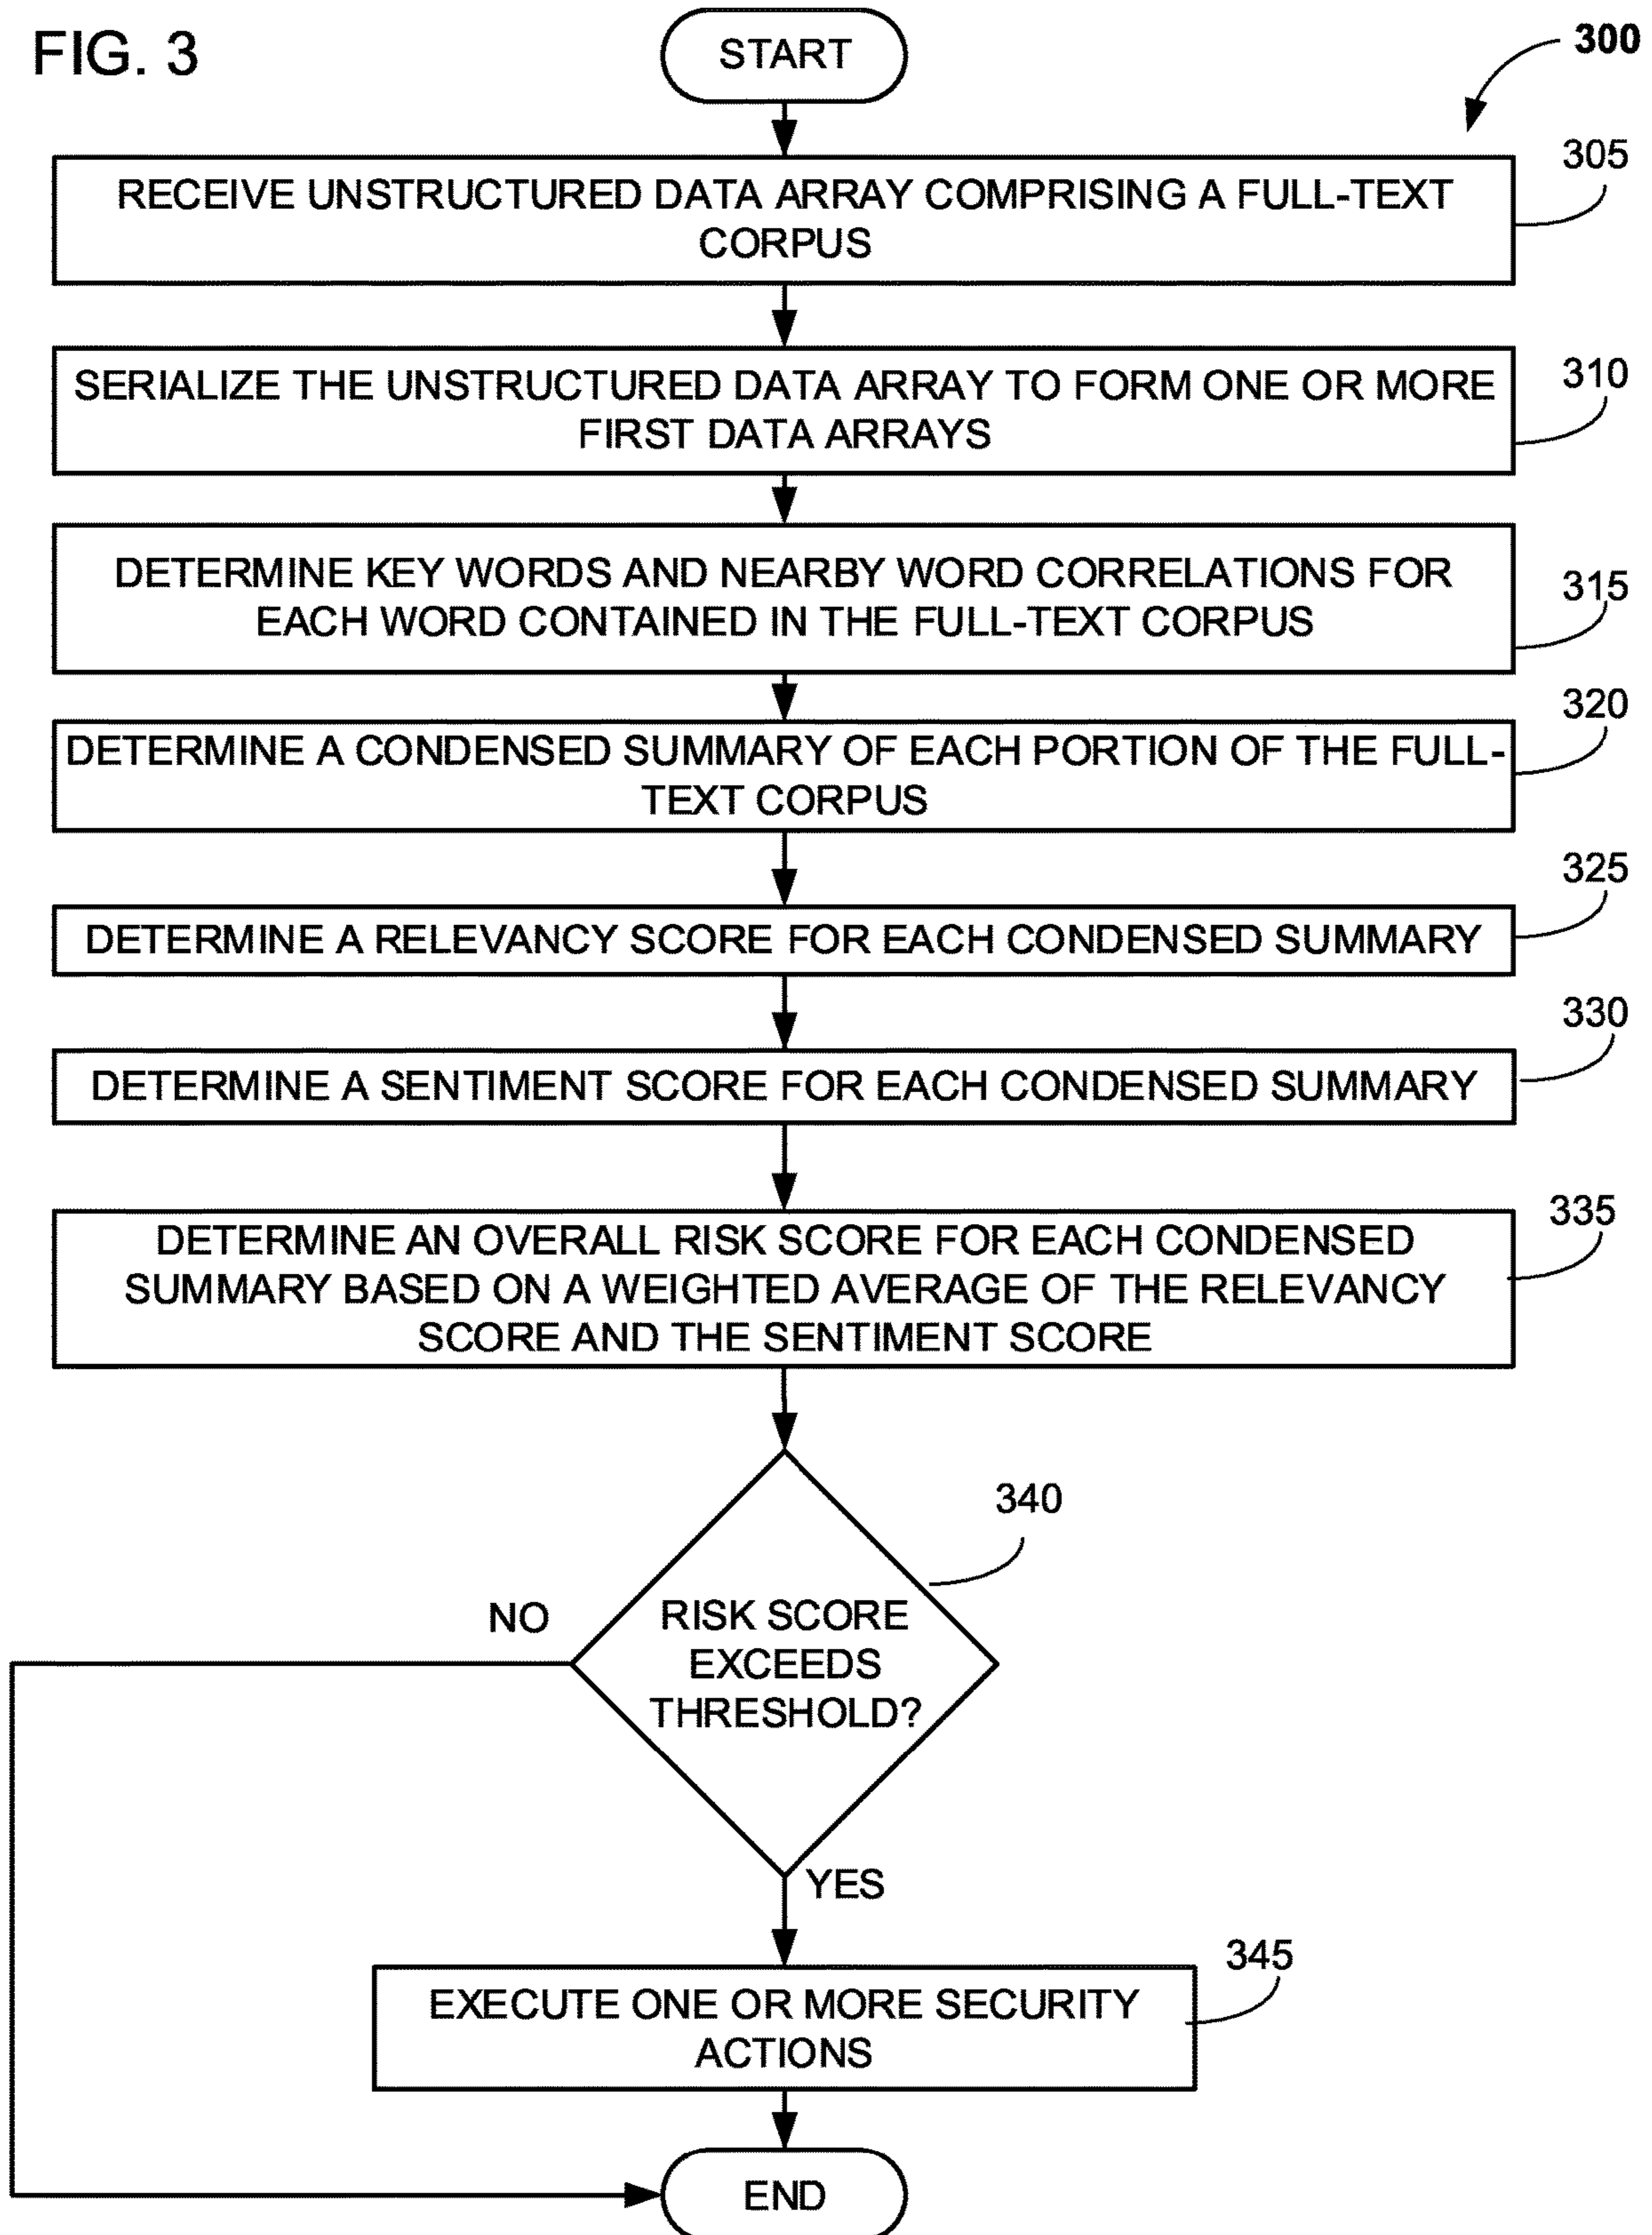 FIG. 3
START
300
305
RECEIVE UNSTRUCTURED DATA ARRAY COMPRISING A FULL-TEXT
CORPUS
310
SERIALIZE THE UNSTRUCTURED DATA ARRAY TO FORM ONE OR MORE
FIRST DATA ARRAYS
315
DETERMINE KEY WORDS AND NEARBY WORD CORRELATIONS FOR
EACH WORD CONTAINED IN THE FULL-TEXT CORPUS
320
DETERMINE A CONDENSED SUMMARY OF EACH PORTION OF THE FULL-
TEXT CORPUS
325
DETERMINE A RELEVANCY SCORE FOR EACH CONDENSED SUMMARY
330
DETERMINE A SENTIMENT SCORE FOR EACH CONDENSED SUMMARY
335
DETERMINE AN OVERALL RISK SCORE FOR EACH CONDENSED
SUMMARY BASED ON A WEIGHTED AVERAGE OF THE RELEVANCY
SCORE AND THE SENTIMENT SCORE
340
NO
RISK SCORE
EXCEEDS
THRESHOLD?
YES
345
EXECUTE ONE OR MORE SECURITY
ACTIONS
END